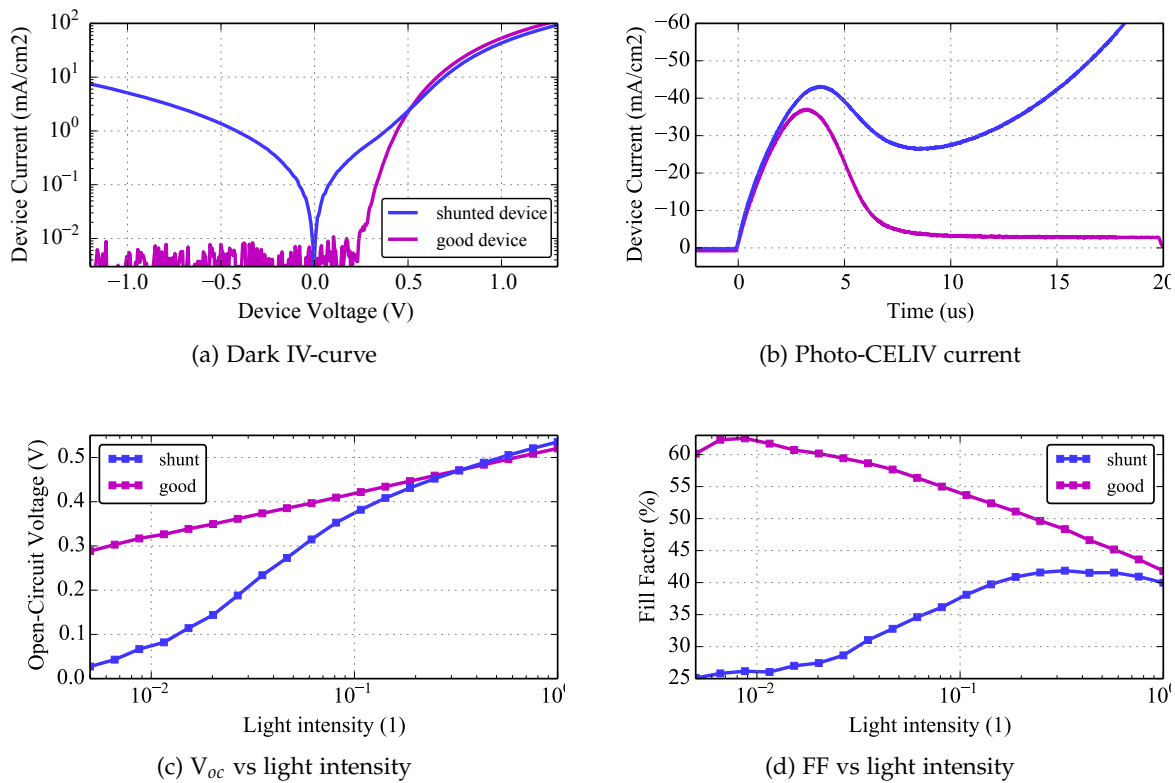 Device Current (mA/cm2)
10² 10¹ 10⁰ 10⁻¹ 10⁻²
shunted device
good device
−1.0 −0.5 0.0 0.5 1.0
Device Voltage (V)
(a) Dark IV-curve
Device Current (mA/cm2)
−60 −50 −40 −30 −20 −10 0
0 5 10 15 20
Time (us)
(b) Photo-CELIV current
Open-Circuit Voltage (V)
0.5 0.4 0.3 0.2 0.1 0.0
shunt
good
10⁻² 10⁻¹ 10⁰
Light intensity (1)
(c) Voc vs light intensity
Fill Factor (%)
60 55 50 45 40 35 30 25
shunt
good
10⁻² 10⁻¹ 10⁰
Light intensity (1)
(d) FF vs light intensity